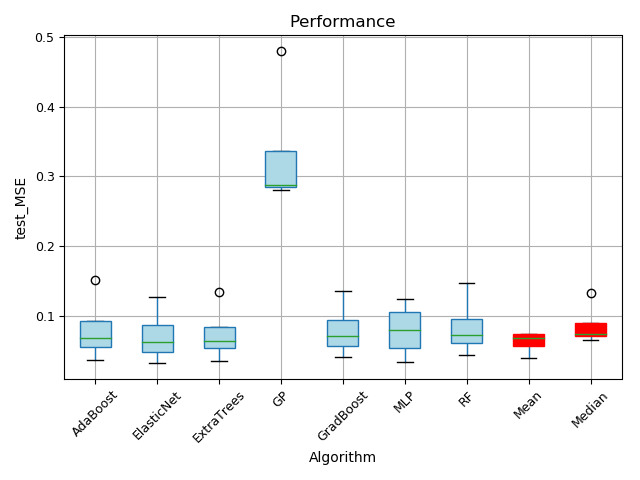 Performance
0.5
0.4
0.3
0.2
0.1
test_MSE
AdaBoost
ElasticNet
ExtraTrees
GP
GradBoost
MLP
RF
Mean
Median
Algorithm